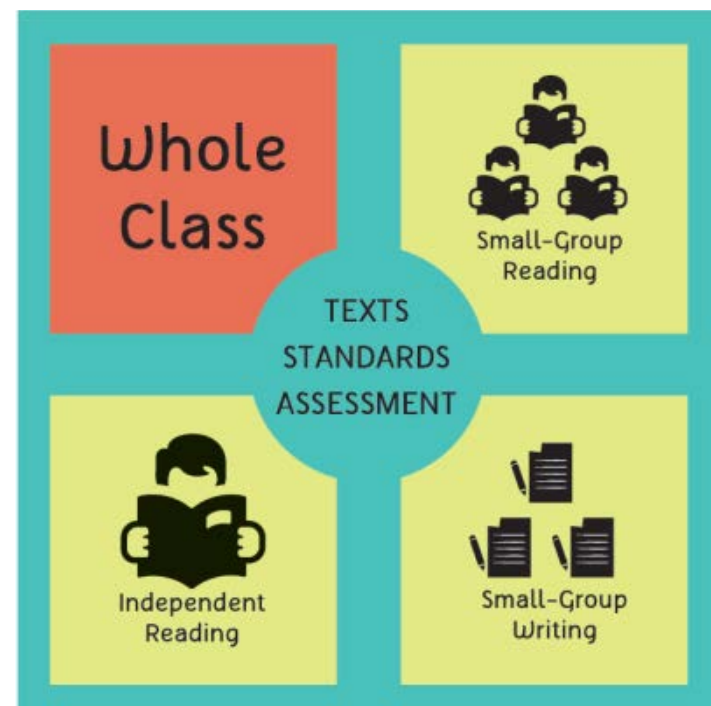 Whole
Class
Small-Group
Reading
TEXTS
STANDARDS
ASSESSMENT
Independent
Reading
Small-Group
Writing